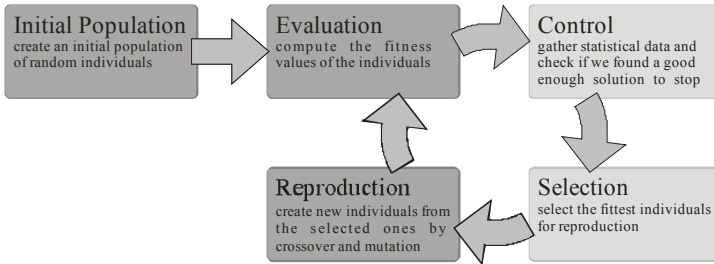 Initial Population
create an initial population
of random individuals
Evaluation
compute the fitness
values of the individuals
Control
gather statistical data and
check if we found a good
enough solution to stop
Reproduction
create new individuals from
the selected ones by
crossover and mutation
Selection
select the fittest individuals
for reproduction